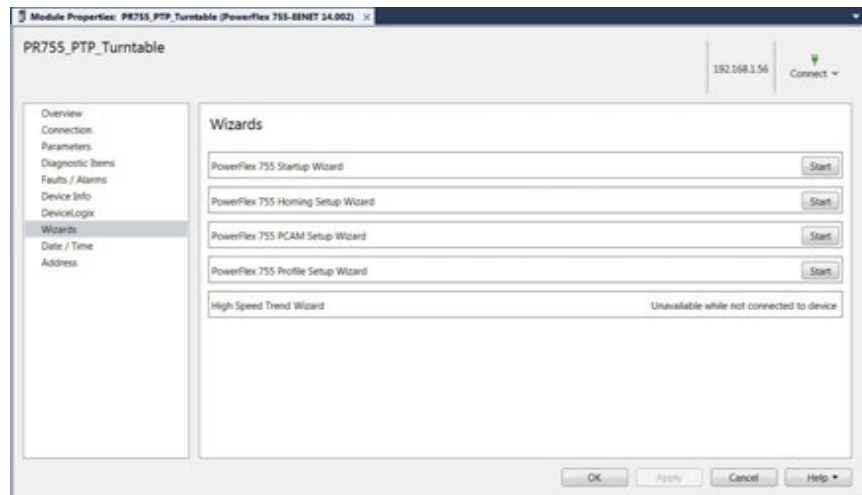 Module Properties: PR755_PTP_Turntable (PowerFlex 755-EENET 14.002) ×
PR755_PTP_Turntable
192.168.1.56
Connect
Overview
Connection
Parameters
Diagnostic Items
Faults / Alarms
Device Info
DeviceLogix
Wizards
Date / Time
Address
Wizards
PowerFlex 755 Startup Wizard Start
PowerFlex 755 Homing Setup Wizard Start
PowerFlex 755 PCAM Setup Wizard Start
PowerFlex 755 Profile Setup Wizard Start
High Speed Trend Wizard Unavailable while not connected to device
OK Apply Cancel Help